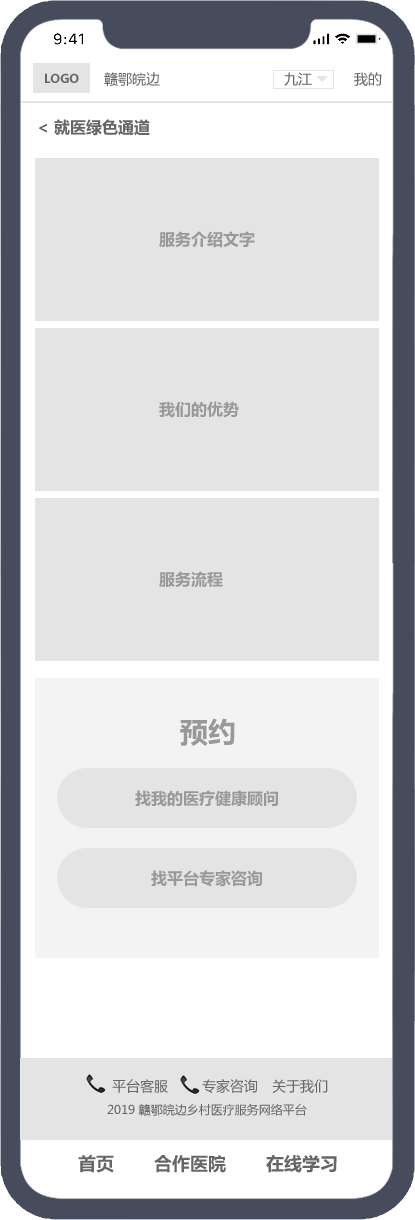 9:41
LOGO 赣鄂皖边 九江 我的
< 就医绿色通道
服务介绍文字
我们的优势
服务流程
预约
找我的医疗健康顾问
找平台专家咨询
平台客服 专家咨询 关于我们
2019 赣鄂皖边乡村医疗服务网络平台
首页 合作医院 在线学习